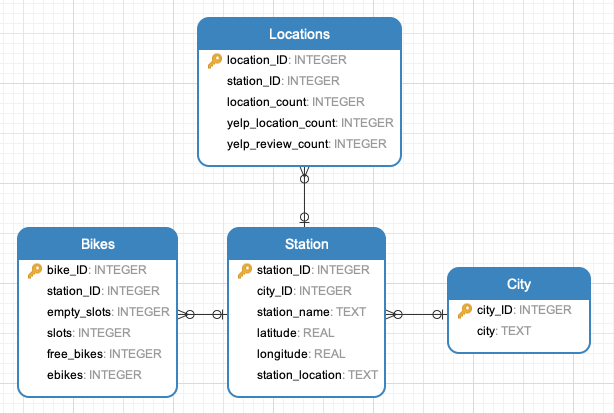 Locations
location_ID: INTEGER
station_ID: INTEGER
location_count: INTEGER
yelp_location_count: INTEGER
yelp_review_count: INTEGER
Bikes
bike_ID: INTEGER
station_ID: INTEGER
empty_slots: INTEGER
slots: INTEGER
free_bikes: INTEGER
ebikes: INTEGER
Station
station_ID: INTEGER
city_ID: INTEGER
station_name: TEXT
latitude: REAL
longitude: REAL
station_location: TEXT
City
city_ID: INTEGER
city: TEXT